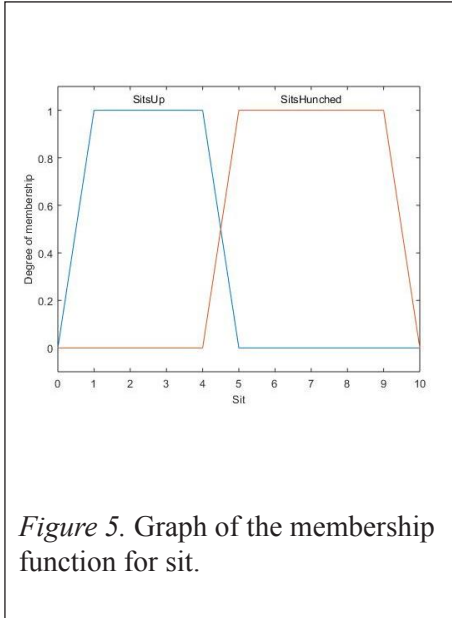 SitsUp SitsHunched
1
0.8
0.6
0.4
0.2
0
Degree of membership
0 1 2 3 4 5 6 7 8 9 10
Sit
Figure 5. Graph of the membership
function for sit.